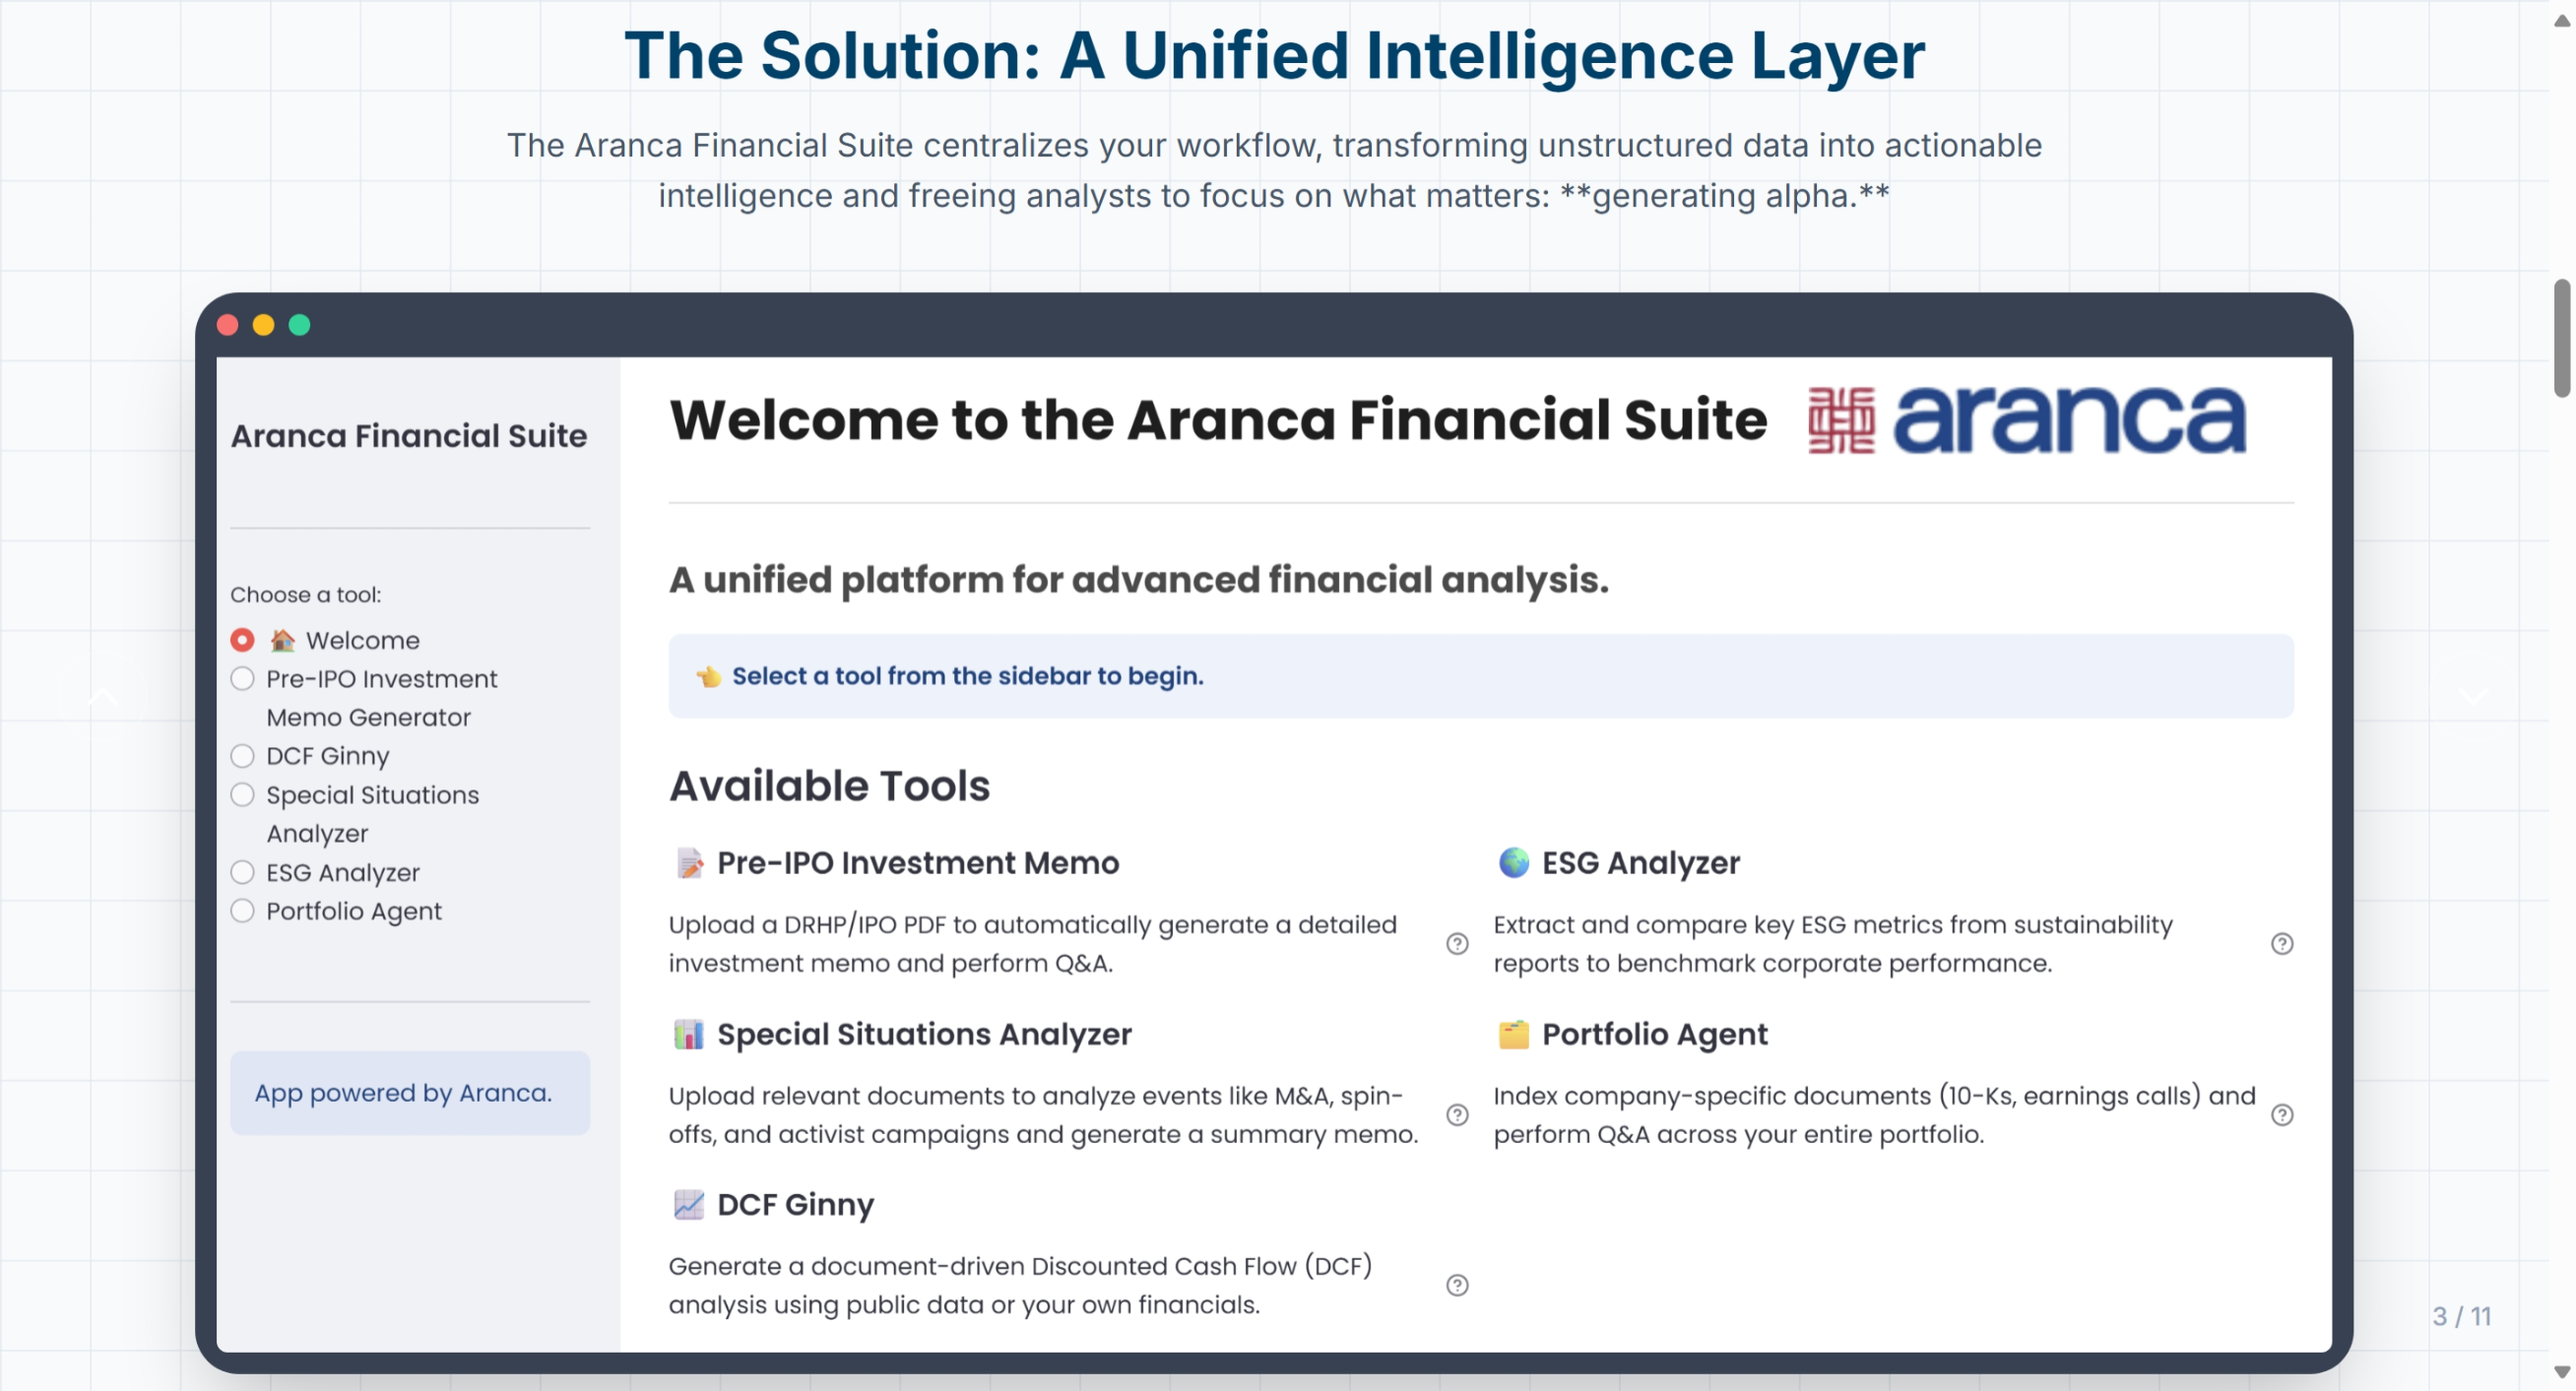 The Solution: A Unified Intelligence Layer
The Aranca Financial Suite centralizes your workflow, transforming unstructured data into actionable
intelligence and freeing analysts to focus on what matters: **generating alpha.**
Aranca Financial Suite
Choose a tool:
Welcome
Pre-IPO Investment
Memo Generator
DCF Ginny
Special Situations
Analyzer
ESG Analyzer
Portfolio Agent
App powered by Aranca.
Welcome to the Aranca Financial Suite
aranca
A unified platform for advanced financial analysis.
Select a tool from the sidebar to begin.
Available Tools
Pre-IPO Investment Memo
Upload a DRHP/IPO PDF to automatically generate a detailed
investment memo and perform Q&A.
ESG Analyzer
Extract and compare key ESG metrics from sustainability
reports to benchmark corporate performance.
Special Situations Analyzer
Upload relevant documents to analyze events like M&A, spin-
offs, and activist campaigns and generate a summary memo.
Portfolio Agent
Index company-specific documents (10-Ks, earnings calls) and
perform Q&A across your entire portfolio.
DCF Ginny
Generate a document-driven Discounted Cash Flow (DCF)
analysis using public data or your own financials.
3 / 11